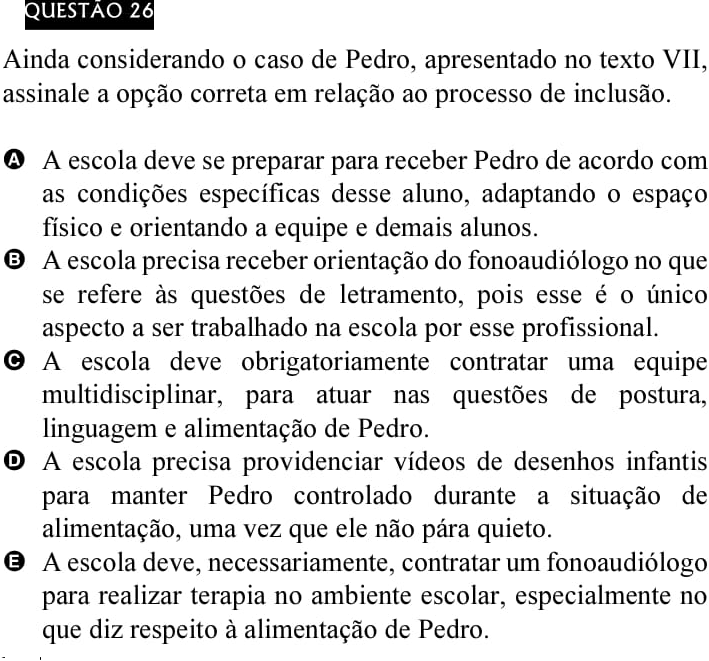 QUESTÃO 26
Ainda considerando o caso de Pedro, apresentado no texto VII,
assinale a opção correta em relação ao processo de inclusão.
A A escola deve se preparar para receber Pedro de acordo com
as condições específicas desse aluno, adaptando o espaço
físico e orientando a equipe e demais alunos.
B A escola precisa receber orientação do fonoaudiólogo no que
se refere às questões de letramento, pois esse é o único
aspecto a ser trabalhado na escola por esse profissional.
C A escola deve obrigatoriamente contratar uma equipe
multidisciplinar, para atuar nas questões de postura,
linguagem e alimentação de Pedro.
D A escola precisa providenciar vídeos de desenhos infantis
para manter Pedro controlado durante a situação de
alimentação, uma vez que ele não pára quieto.
E A escola deve, necessariamente, contratar um fonoaudiólogo
para realizar terapia no ambiente escolar, especialmente no
que diz respeito à alimentação de Pedro.